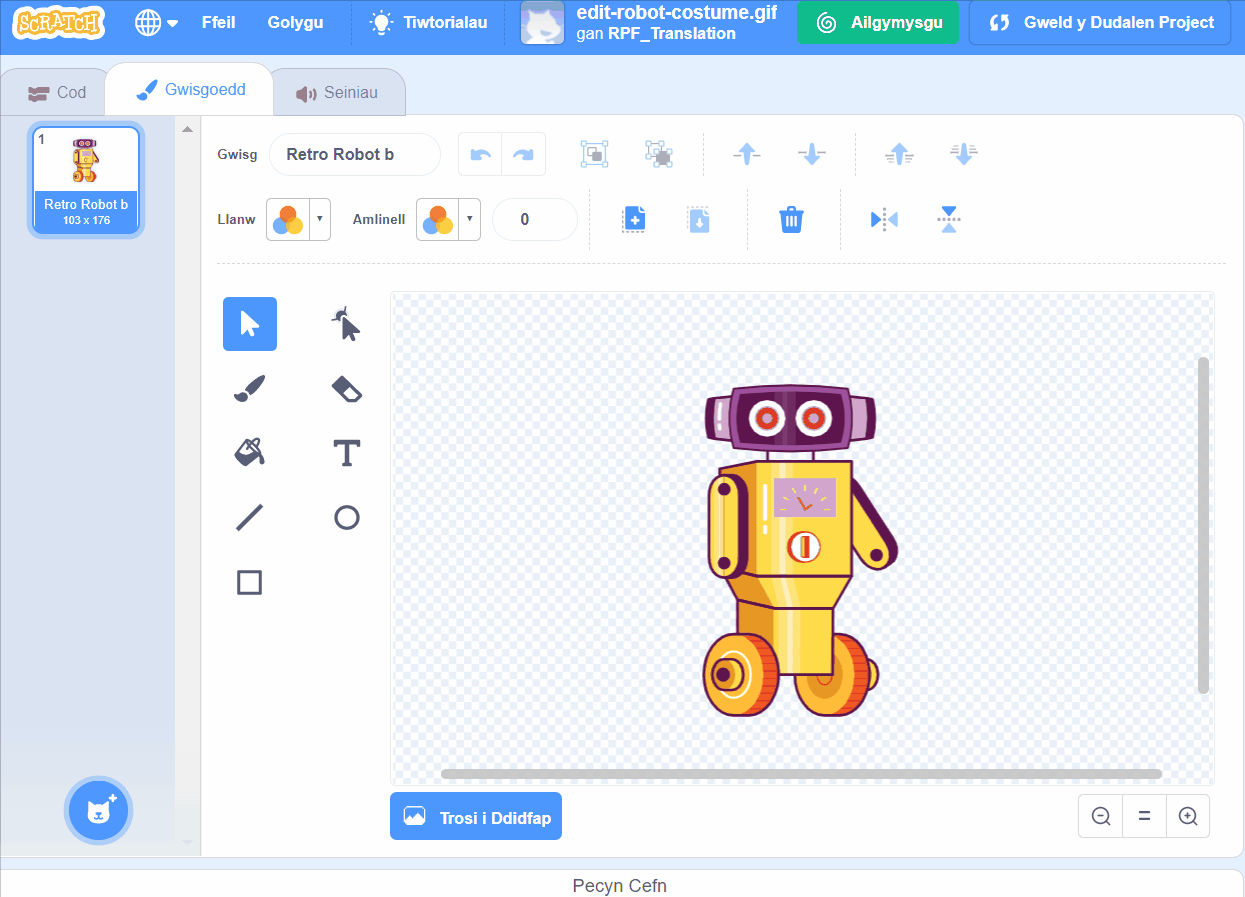 SCRATCH
Ffeil
Golygu
Tiwtorialau
edit-robot-costume.gif
gan RPF_Translation
Ailgymysgu
Gweld y Dudalen Project
Cod
Gwisgoedd
Seiniau
1
Retro Robot b
103 x 176
Gwisg
Retro Robot b
Llanw
Amlinell
0
T
Trosi i Ddidfap
Pecyn Cefn